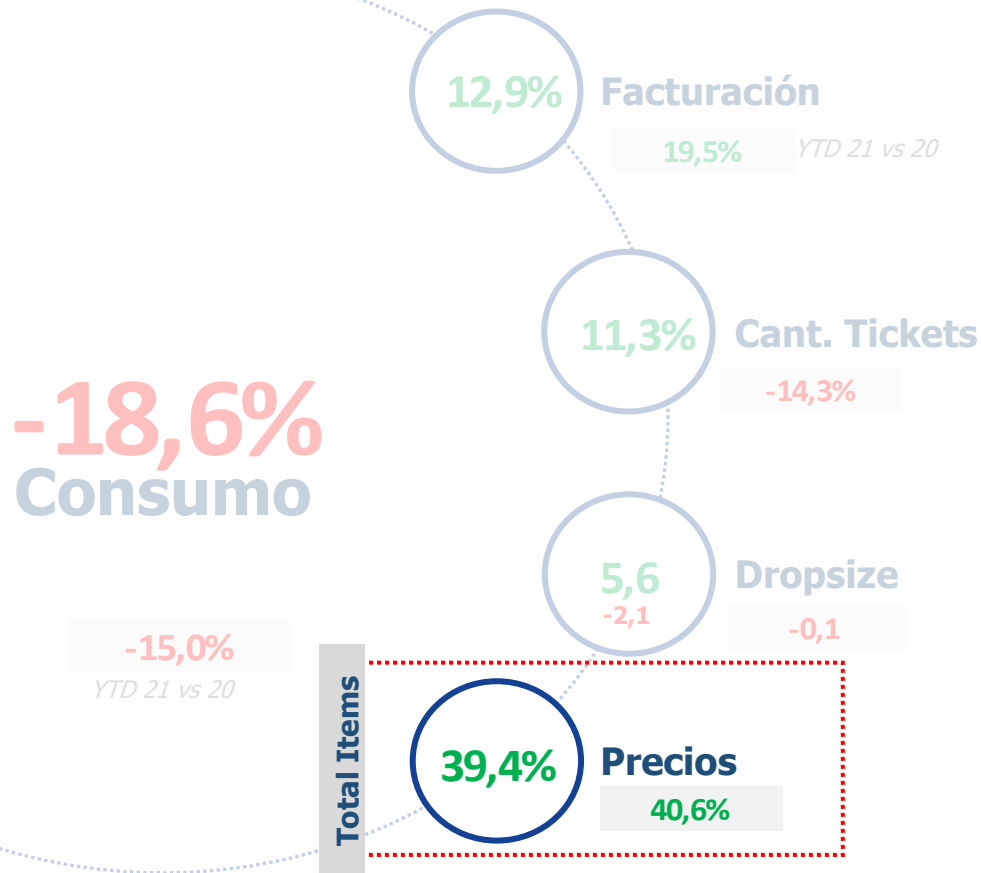 12,9%
Facturación
19,5%
YTD 21 vs 20
11,3%
Cant. Tickets
-14,3%
-18,6%
Consumo
5,6
-2,1
Dropsize
-0,1
-15,0%
YTD 21 vs 20
Total Items
39,4%
Precios
40,6%